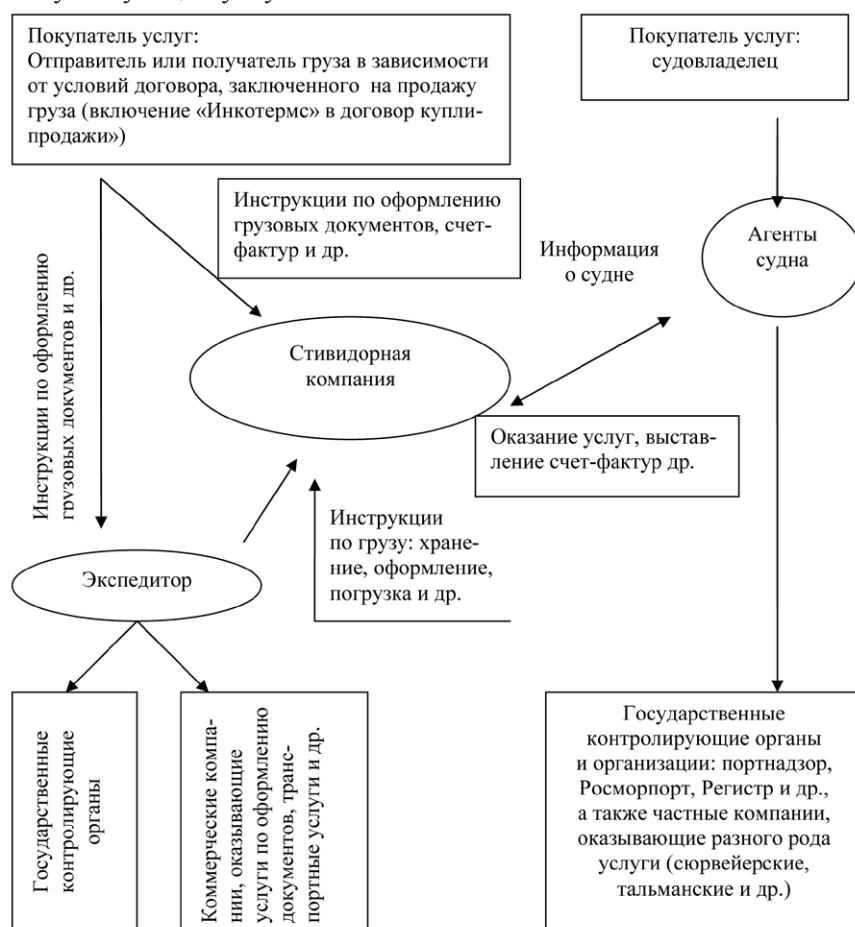 Покупатель услуг:
Отправитель или получатель груза в зависимости
от условий договора, заключенного на продажу
груза (включение «Инкотермс» в договор купли-
продажи»)
Покупатель услуг:
судовладелец
Инструкции по оформлению
грузовых документов, счет-
фактур и др.
Информация
о судне
Агенты
судна
Инструкции по оформлению
грузовых документов и др.
Стивидорная
компания
Оказание услуг, выстав-
ление счет-фактур др.
Инструкции
по грузу: хране-
ние, оформление,
погрузка и др.
Экспедитор
Государственные
контролирующие
органы
Коммерческие компа-
нии, оказывающие
услуги по оформлению
документов, транс-
портные услуги и др.
Государственные
контролирующие органы
и организации: портнадзор,
Росморпорт, Регистр и др.,
а также частные компании,
оказывающие разного рода
услуги (сюрвейерские,
тальманские и др.)